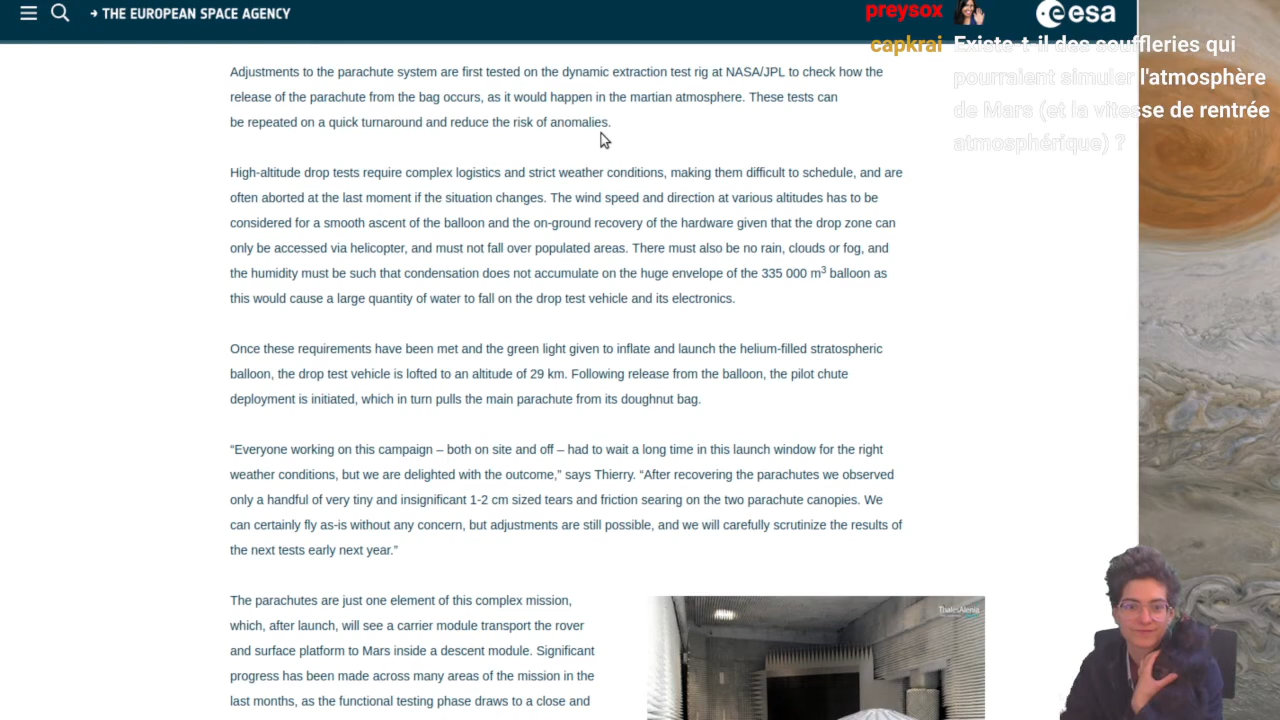 → THE EUROPEAN SPACE AGENCY
esa
preysox
capkrai Existe-t-il des souffleries qui
pourraient simuler l'atmosphère
de Mars (et la vitesse de rentrée
atmosphérique) ?
Adjustments to the parachute system are first tested on the dynamic extraction test rig at NASA/JPL to check how the
release of the parachute from the bag occurs, as it would happen in the martian atmosphere. These tests can
be repeated on a quick turnaround and reduce the risk of anomalies.
High-altitude drop tests require complex logistics and strict weather conditions, making them difficult to schedule, and are
often aborted at the last moment if the situation changes. The wind speed and direction at various altitudes has to be
considered for a smooth ascent of the balloon and the on-ground recovery of the hardware given that the drop zone can
only be accessed via helicopter, and must not fall over populated areas. There must also be no rain, clouds or fog, and
the humidity must be such that condensation does not accumulate on the huge envelope of the 335 000 m³ balloon as
this would cause a large quantity of water to fall on the drop test vehicle and its electronics.
Once these requirements have been met and the green light given to inflate and launch the helium-filled stratospheric
balloon, the drop test vehicle is lofted to an altitude of 29 km. Following release from the balloon, the pilot chute
deployment is initiated, which in turn pulls the main parachute from its doughnut bag.
“Everyone working on this campaign – both on site and off – had to wait a long time in this launch window for the right
weather conditions, but we are delighted with the outcome,” says Thierry. “After recovering the parachutes we observed
only a handful of very tiny and insignificant 1-2 cm sized tears and friction searing on the two parachute canopies. We
can certainly fly as-is without any concern, but adjustments are still possible, and we will carefully scrutinize the results of
the next tests early next year.”
The parachutes are just one element of this complex mission,
which, after launch, will see a carrier module transport the rover
and surface platform to Mars inside a descent module. Significant
progress has been made across many areas of the mission in the
last months, as the functional testing phase draws to a close and
ThalesAlenia